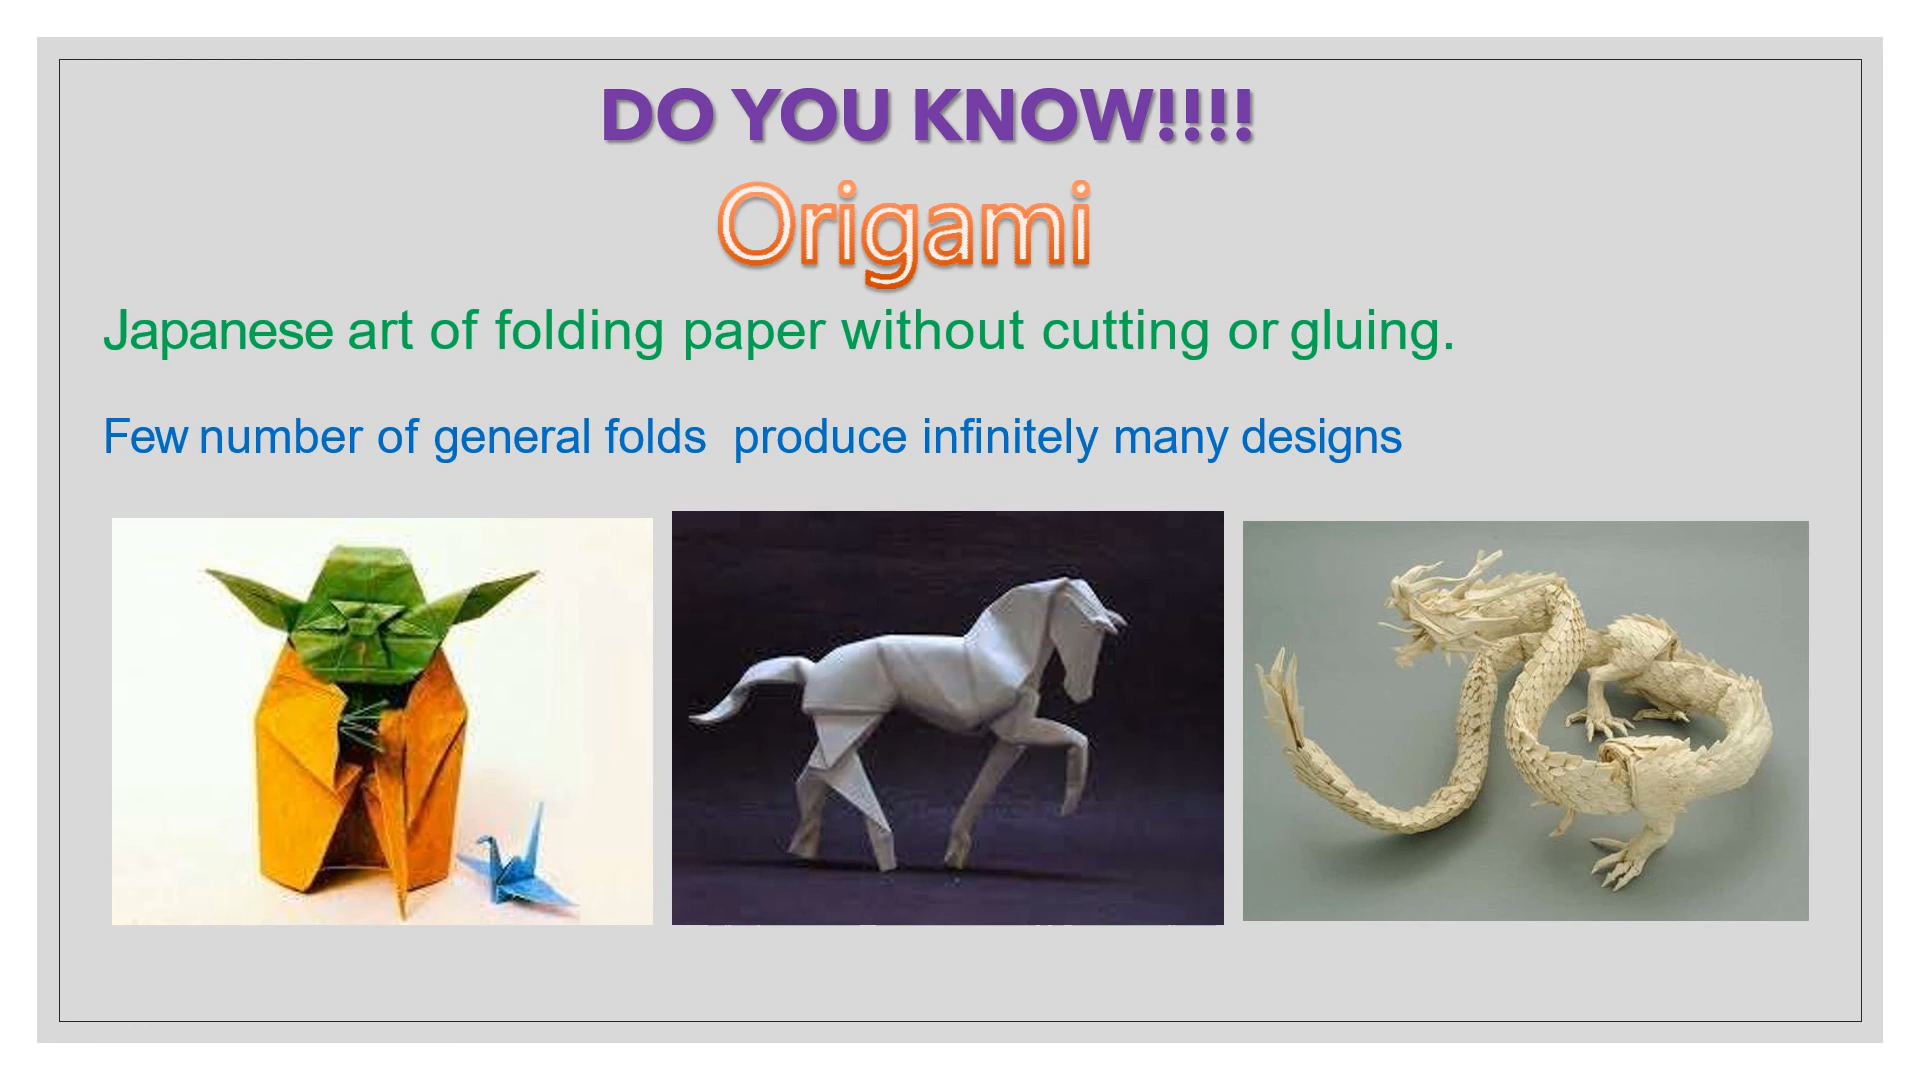 DO YOU KNOW!!!!
Origami
Japanese art of folding paper without cutting or gluing.
Few number of general folds produce infinitely many designs